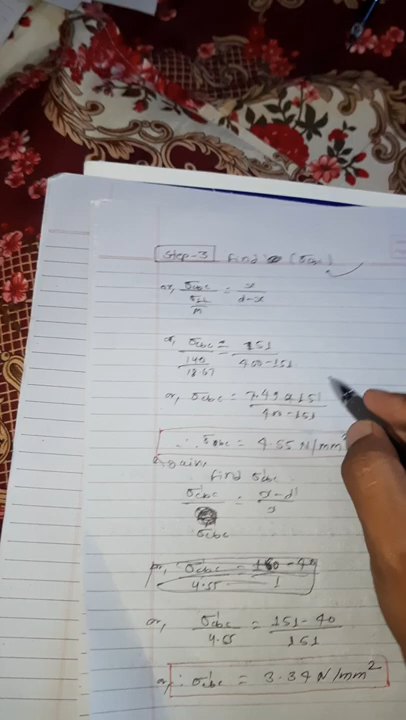 Step-3 Find (σcbc)
or, σcbc / (σst / m) = x / (d-x)
or, σcbc / (140 / 18.67) = 151 / (400-151)
or, σcbc = 7.49 x 151 / (400-151)
∴ σcbc = 4.55 N/mm²
Again,
find σ'cbc
σ'cbc / σcbc = (x-d') / x
or, σ'cbc / 4.55 = (151-40) / 151
or, ∴ σ'cbc = 3.34 N/mm²